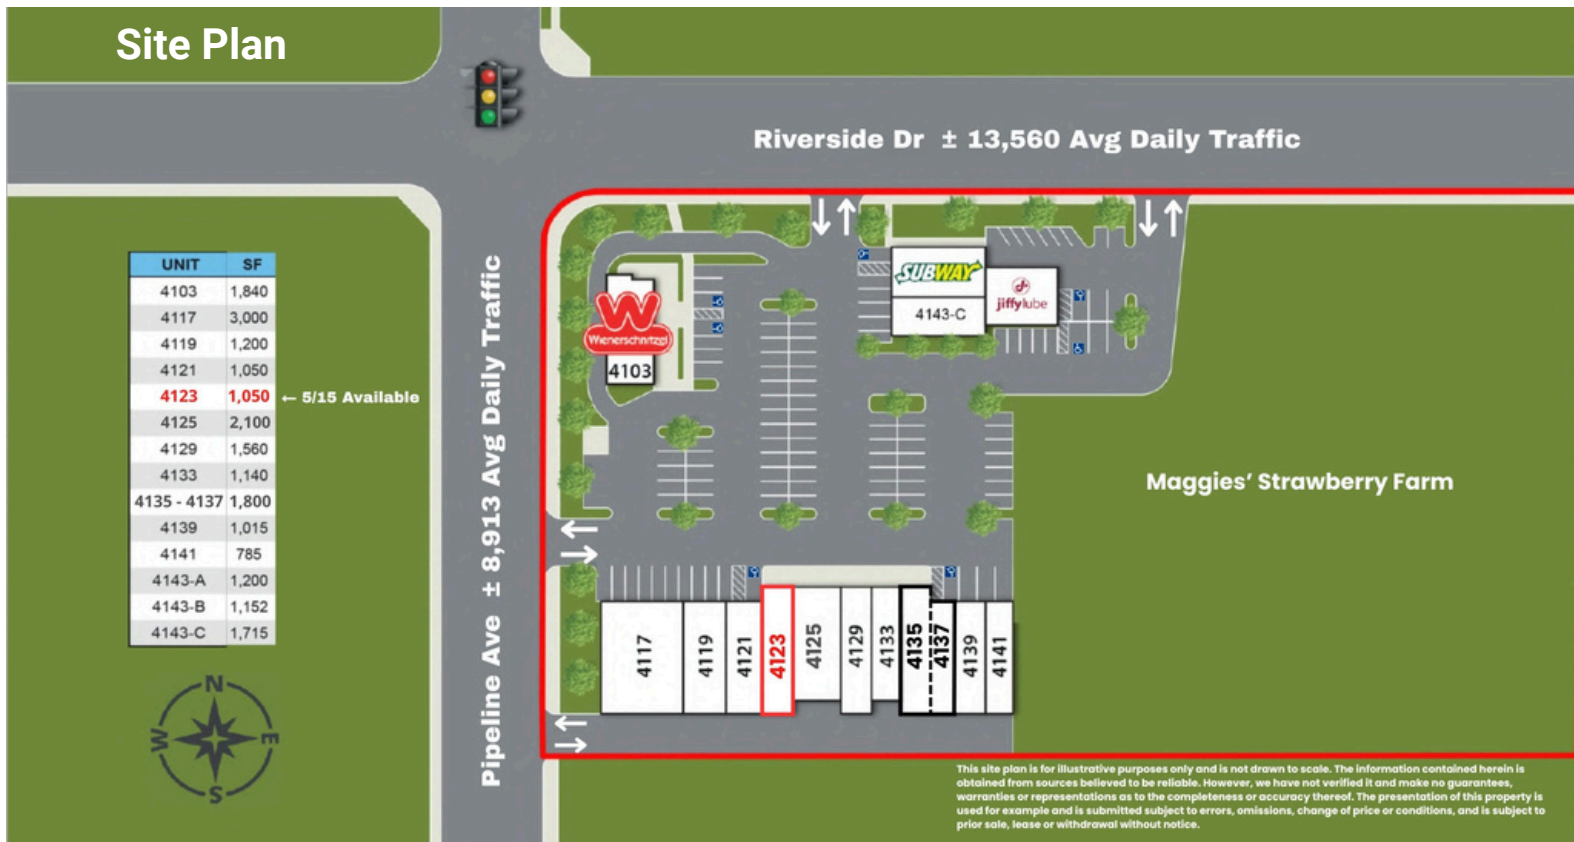 Site Plan
Riverside Dr ± 13,560 Avg Daily Traffic
Pipeline Ave ± 8,913 Avg Daily Traffic
UNIT SF
4103 1,840
4117 3,000
4119 1,200
4121 1,050
4123 1,050 ← 5/15 Available
4125 2,100
4129 1,560
4133 1,140
4135 - 4137 1,800
4139 1,015
4141 785
4143-A 1,200
4143-B 1,152
4143-C 1,715
N
W E
S
W
Wienerschnitzel
4103
SUBWAY
4143-C
jiffylube
Maggies' Strawberry Farm
4117
4119
4121
4123
4125
4129
4133
4135
4137
4139
4141
This site plan is for illustrative purposes only and is not drawn to scale. The information contained herein is
obtained from sources believed to be reliable. However, we have not verified it and make no guarantees,
warranties or representations as to the completeness or accuracy thereof. The presentation of this property is
used for example and is submitted subject to errors, omissions, change of price or conditions, and is subject to
prior sale, lease or withdrawal without notice.